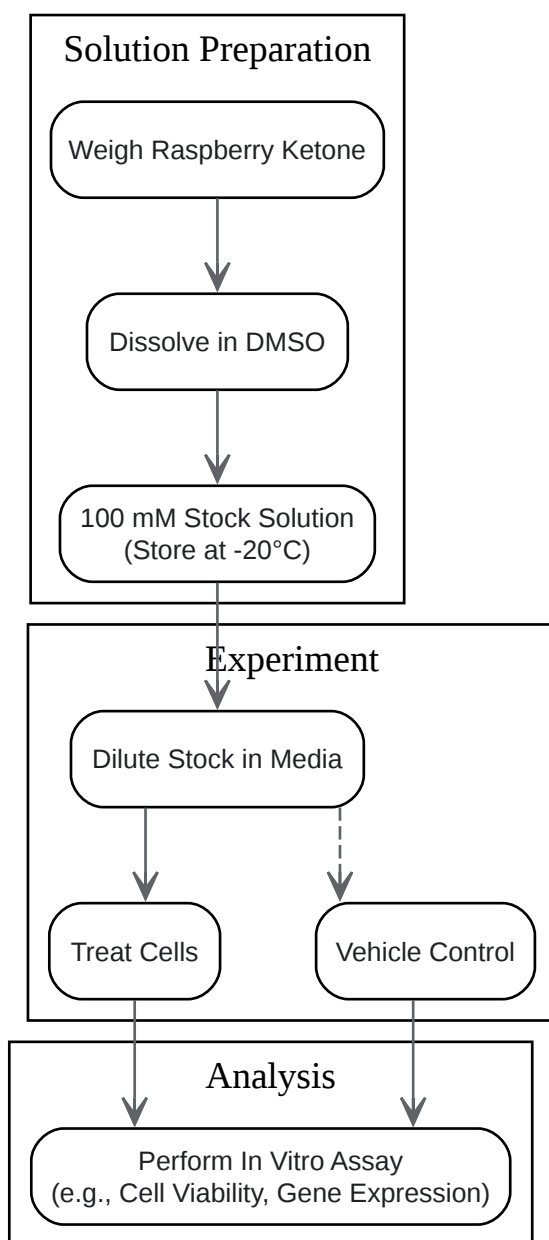 Solution Preparation
Weigh Raspberry Ketone
Dissolve in DMSO
100 mM Stock Solution
(Store at -20°C)
Experiment
Dilute Stock in Media
Treat Cells
Vehicle Control
Analysis
Perform In Vitro Assay
(e.g., Cell Viability, Gene Expression)